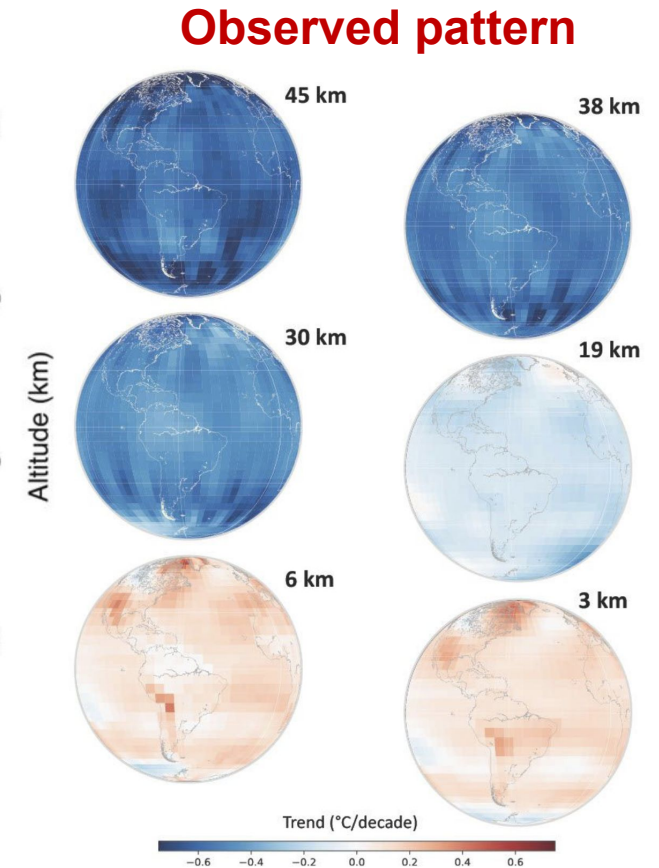 Observed pattern
45 km
38 km
30 km
19 km
Altitude (km)
6 km
3 km
Trend (°C/decade)
−0.6 −0.4 −0.2 0.0 0.2 0.4 0.6